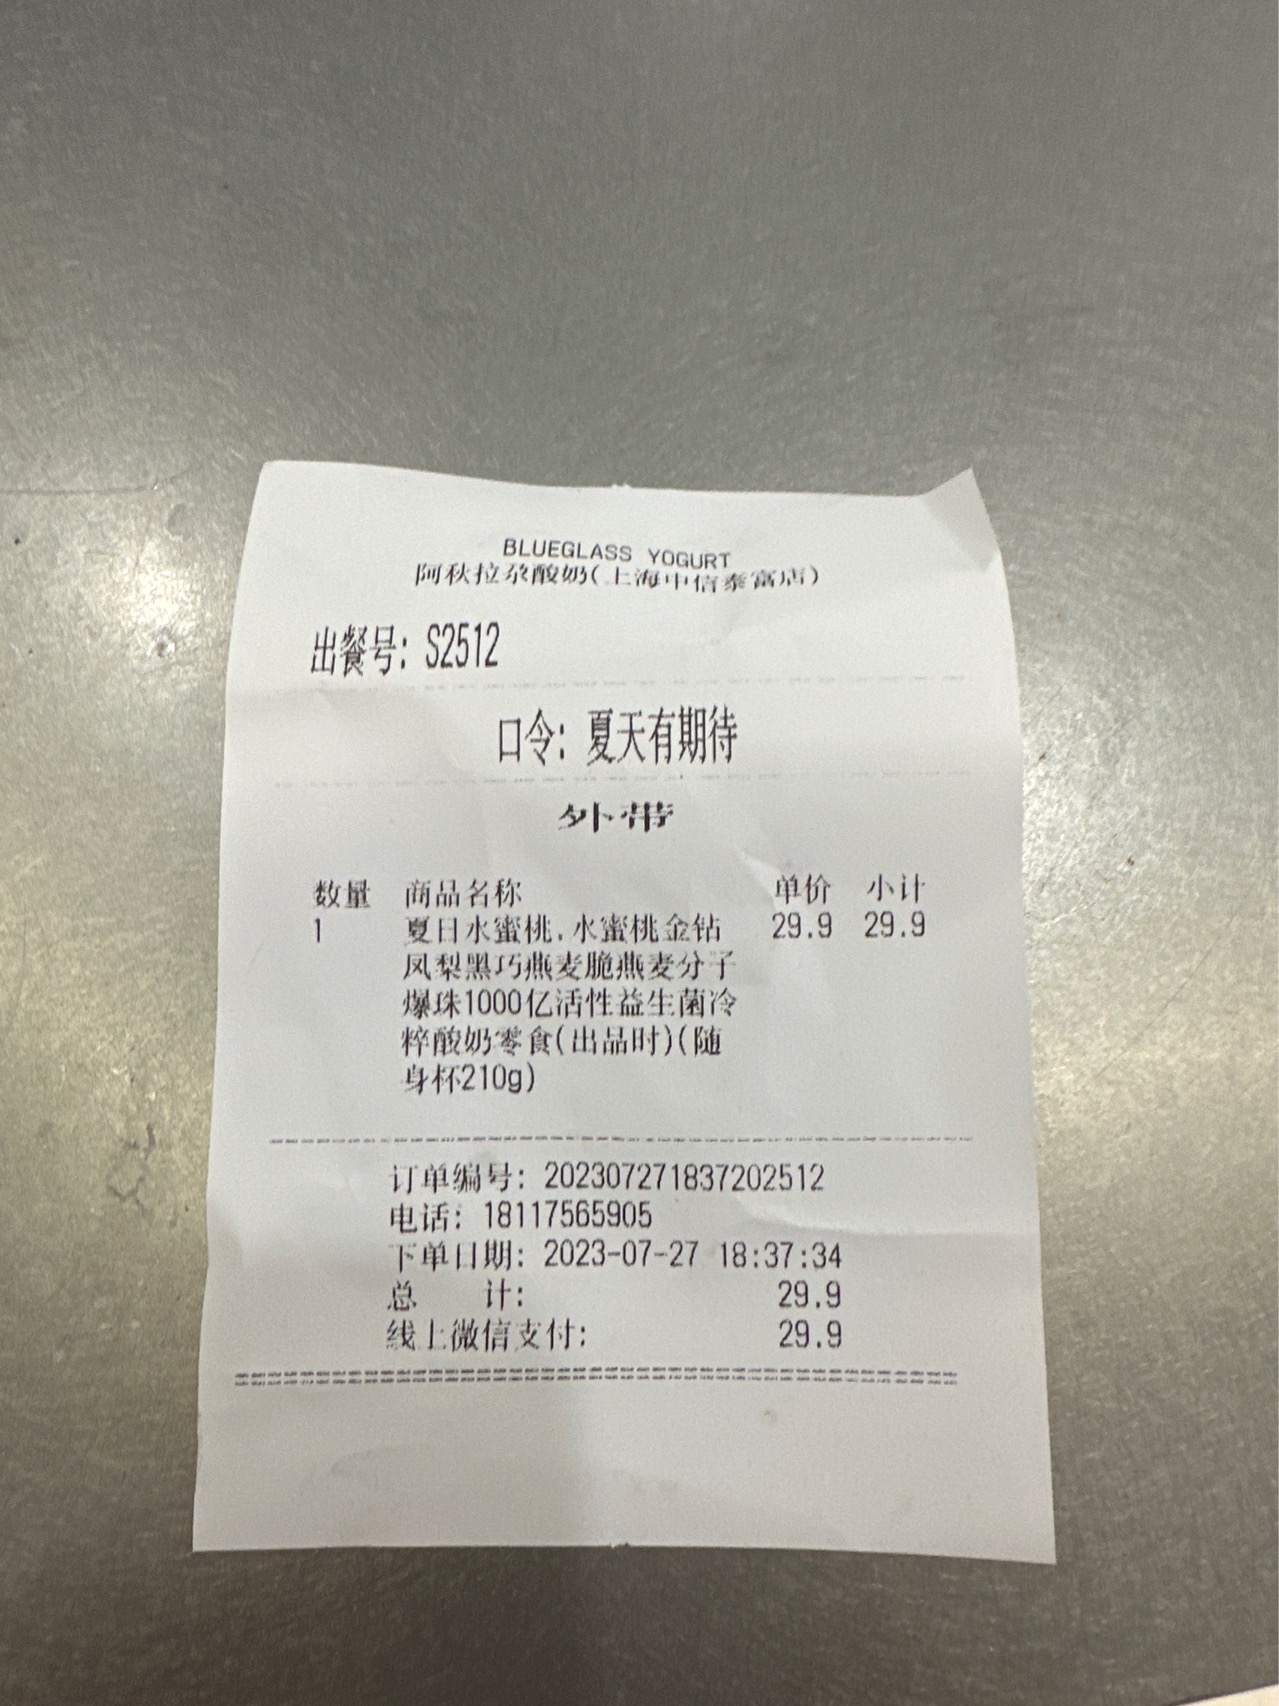 BLUEGLASS YOGURT
阿秋拉尕酸奶(上海中信泰富店)
出餐号: S2512
口令: 夏天有期待
外带
数量 商品名称 单价 小计
1 夏日水蜜桃.水蜜桃金钻 29.9 29.9
凤梨黑巧燕麦脆燕麦分子
爆珠1000亿活性益生菌冷
粹酸奶零食(出品时)(随
身杯210g)
订单编号: 202307271837202512
电话: 18117565905
下单日期: 2023-07-27 18:37:34
总 计: 29.9
线上微信支付: 29.9